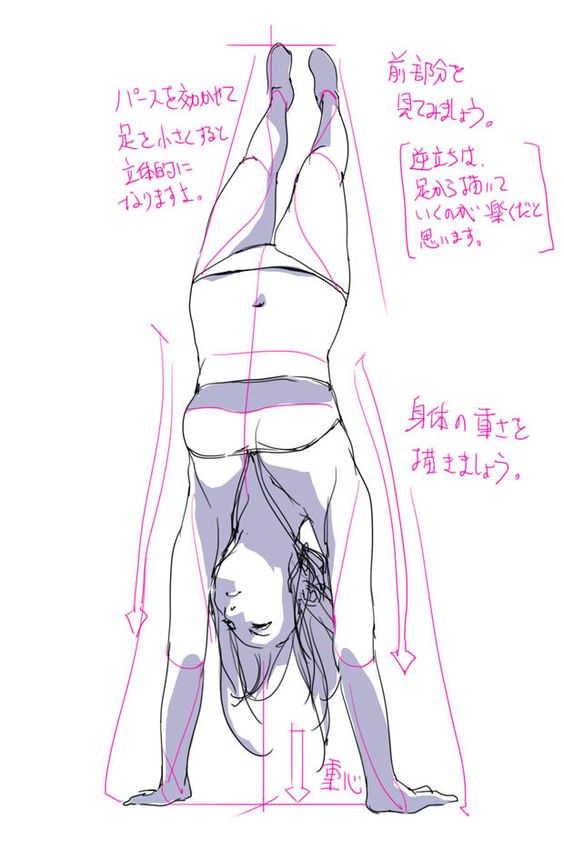 パースを効かせて
足を小さくすると
立体的に
なりますよ。
前部分を
見てみましょう。
逆立ちは、
足から描いて
いくのが楽くだと
思います。
身体の重さを
描きましょう。
重心